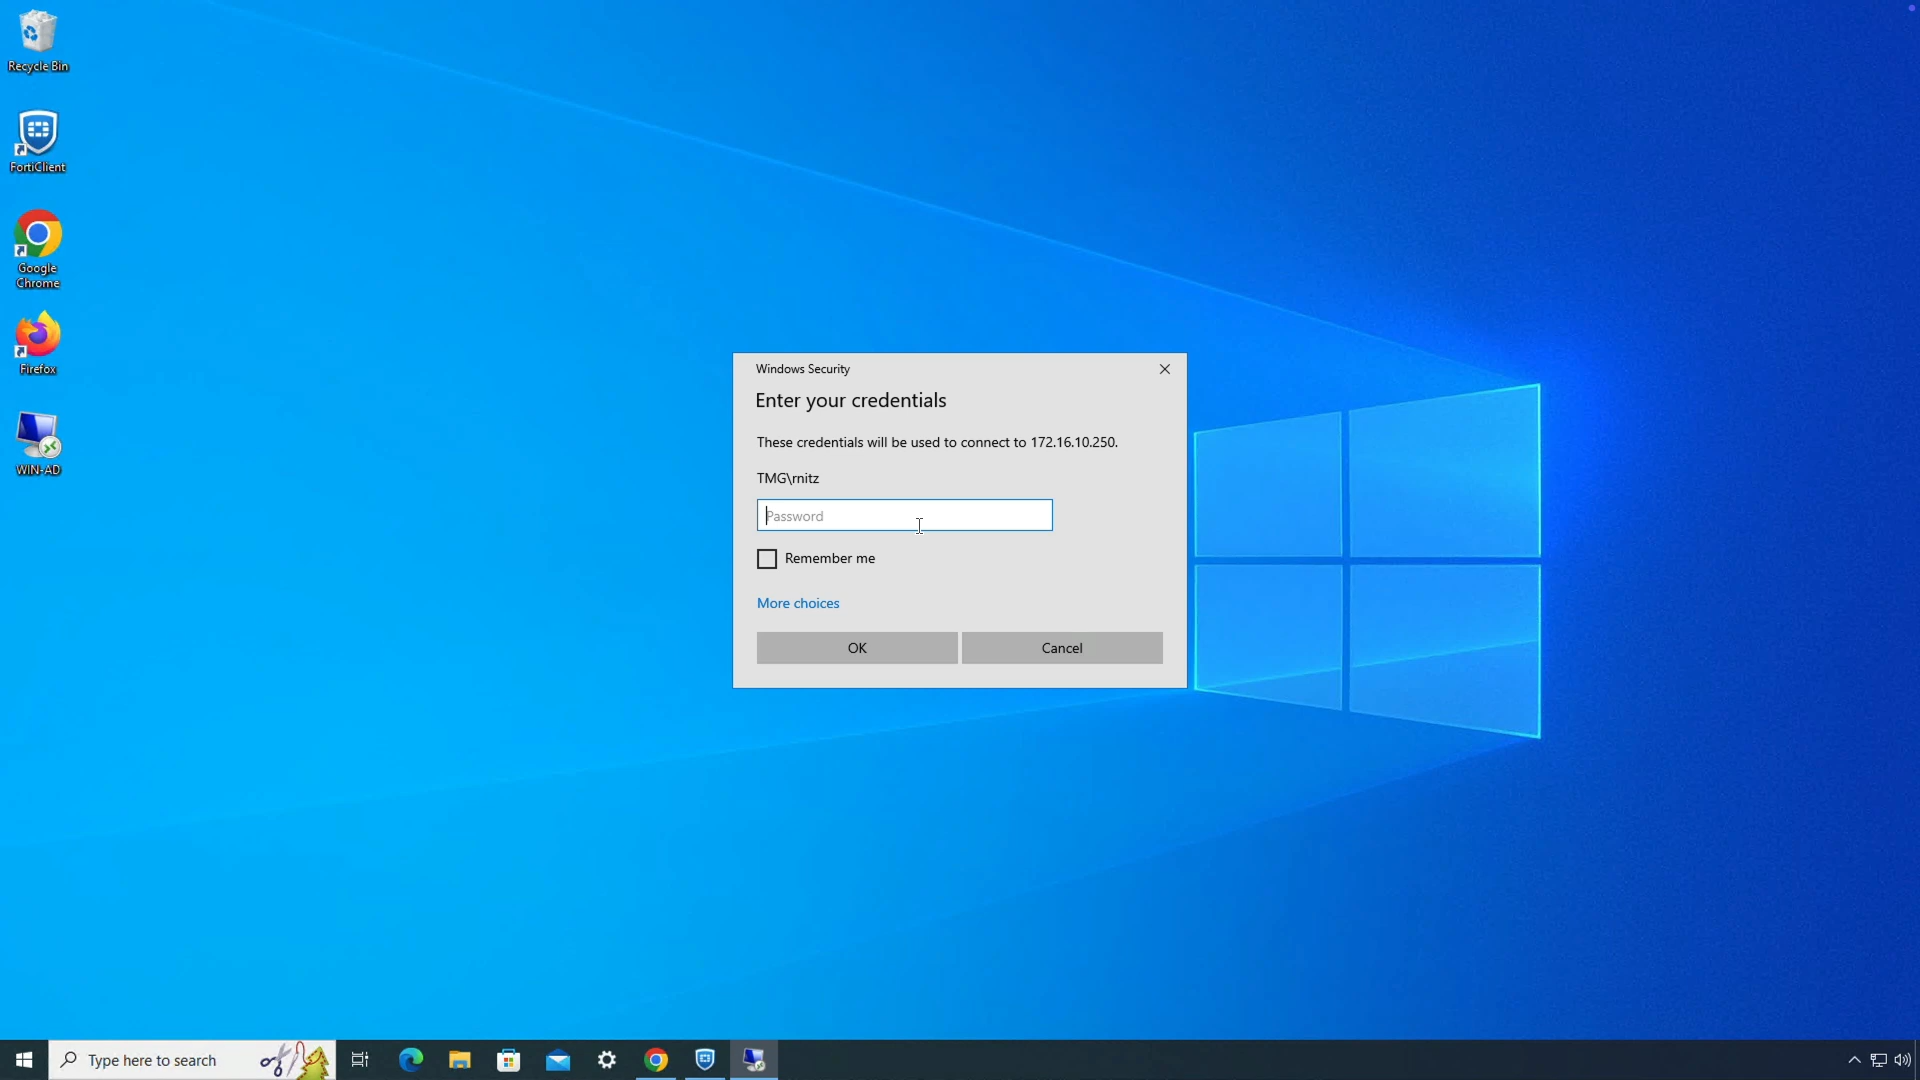 Recycle Bin
FortiClient
Google
Chrome
Firefox
WIN-AD
Windows Security
Enter your credentials
These credentials will be used to connect to 172.16.10.250.
TMG\rnitz
Password
Remember me
More choices
OK
Cancel
Type here to search